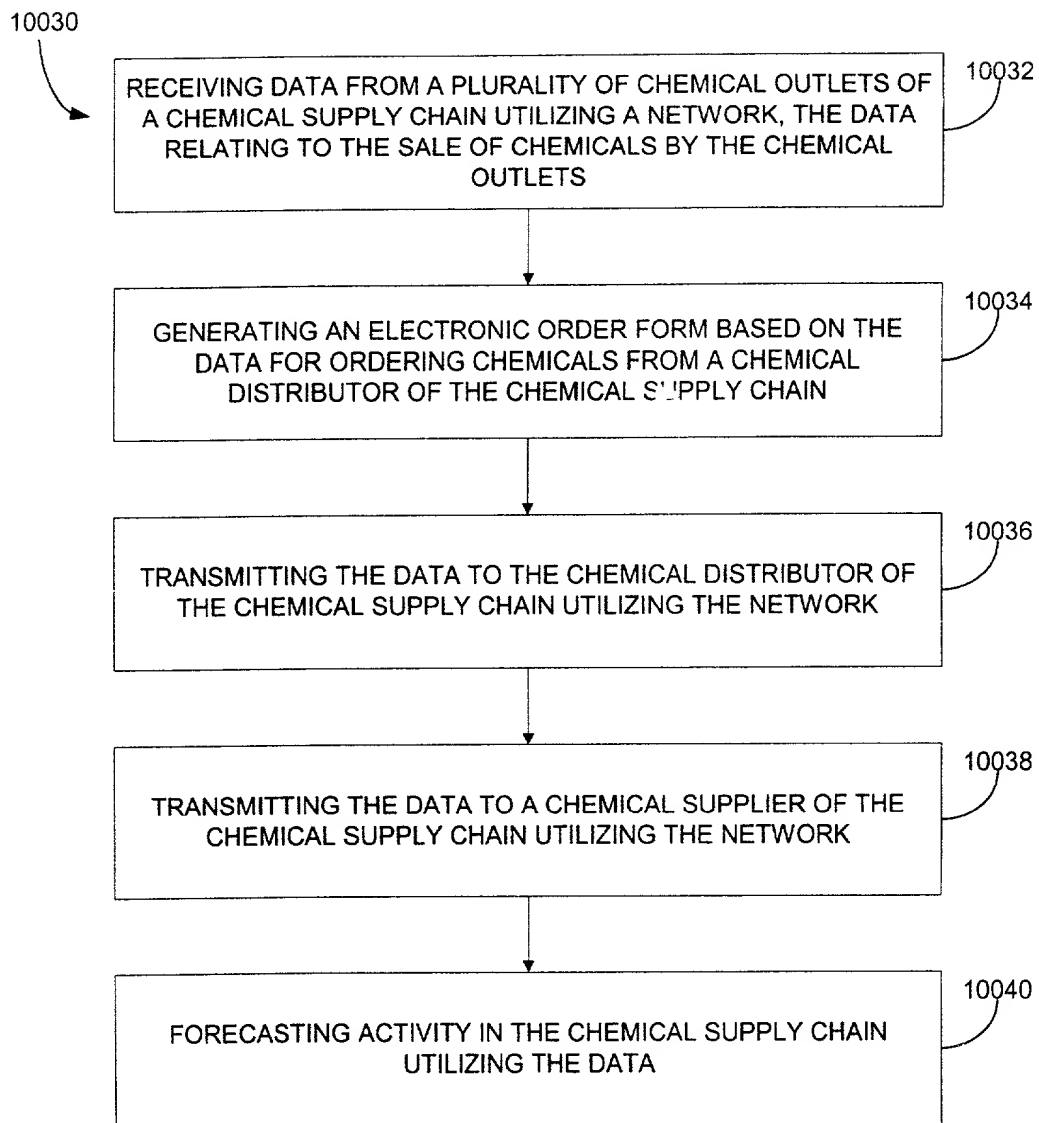 10030
RECEIVING DATA FROM A PLURALITY OF CHEMICAL OUTLETS OF
A CHEMICAL SUPPLY CHAIN UTILIZING A NETWORK, THE DATA
RELATING TO THE SALE OF CHEMICALS BY THE CHEMICAL
OUTLETS
10032
GENERATING AN ELECTRONIC ORDER FORM BASED ON THE
DATA FOR ORDERING CHEMICALS FROM A CHEMICAL
DISTRIBUTOR OF THE CHEMICAL SUPPLY CHAIN
10034
TRANSMITTING THE DATA TO THE CHEMICAL DISTRIBUTOR OF
THE CHEMICAL SUPPLY CHAIN UTILIZING THE NETWORK
10036
TRANSMITTING THE DATA TO A CHEMICAL SUPPLIER OF THE
CHEMICAL SUPPLY CHAIN UTILIZING THE NETWORK
10038
FORECASTING ACTIVITY IN THE CHEMICAL SUPPLY CHAIN
UTILIZING THE DATA
10040